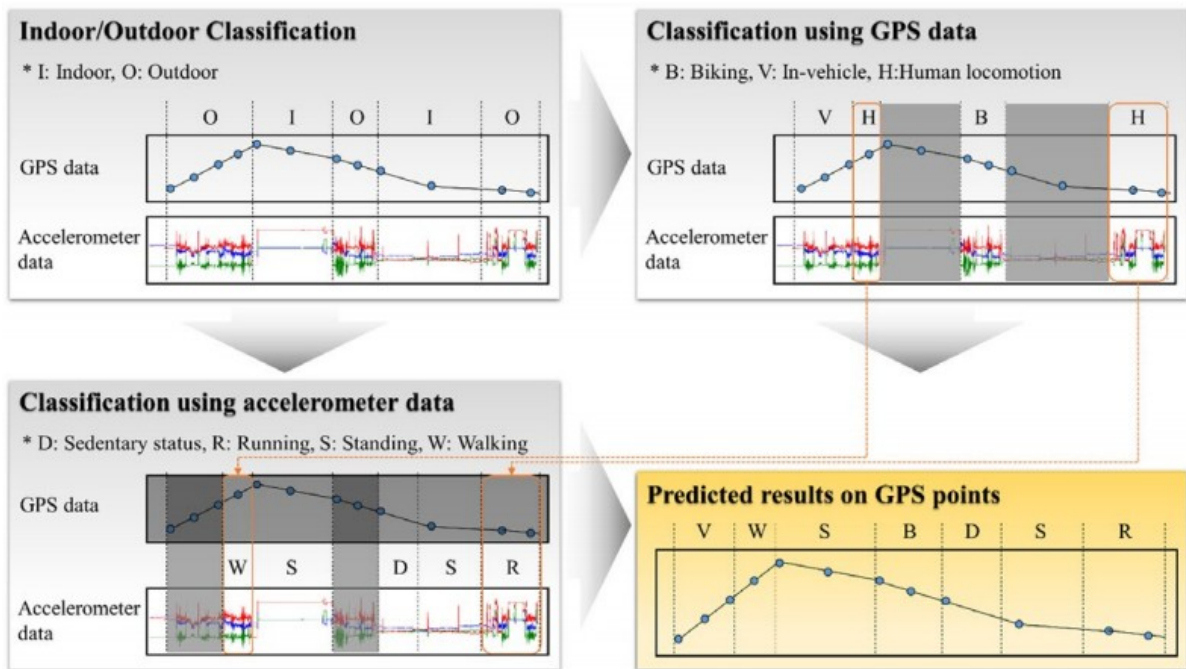 Indoor/Outdoor Classification
* I: Indoor, O: Outdoor
O I O I O
GPS data
Accelerometer
data
Classification using GPS data
* B: Biking, V: In-vehicle, H:Human locomotion
V H B H
GPS data
Accelerometer
data
Classification using accelerometer data
* D: Sedentary status, R: Running, S: Standing, W: Walking
GPS data
W S D S R
Accelerometer
data
Predicted results on GPS points
V W S B D S R